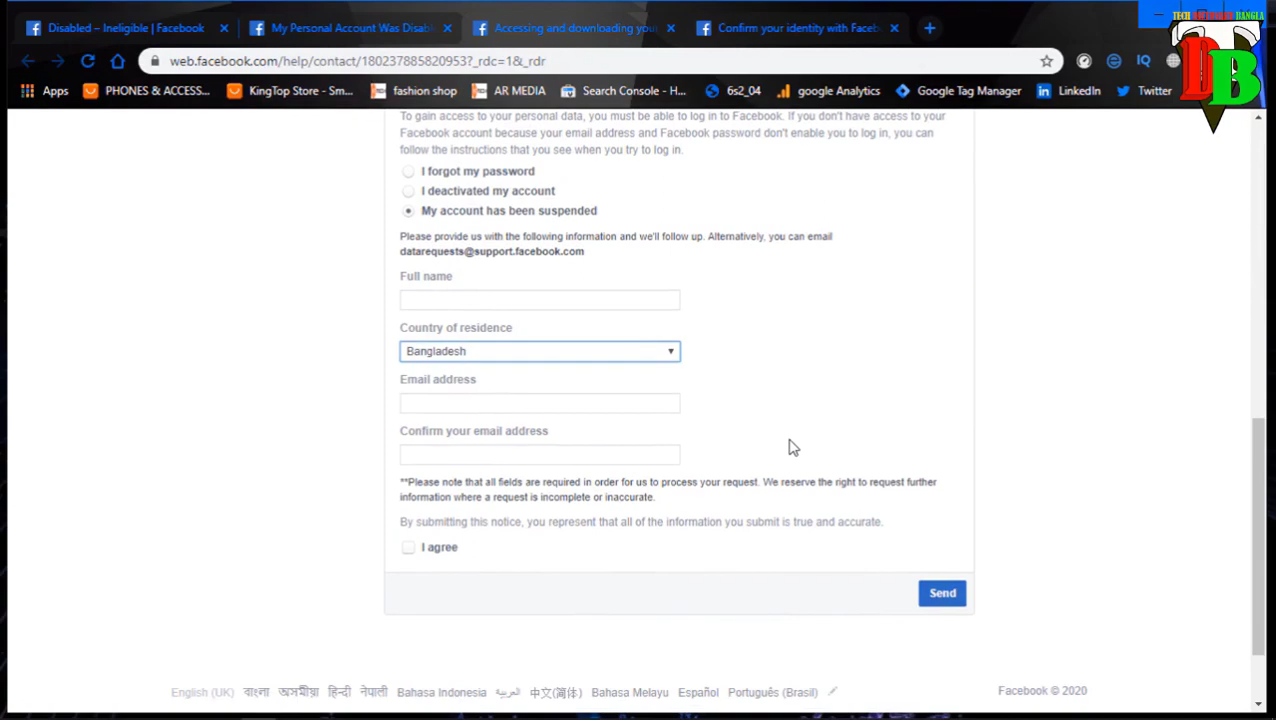 TECH UNLIMITED BANGLA
Disabled – Ineligible | Facebook
My Personal Account Was Disab
Accessing and downloading you
Confirm your identity with Faceb
web.facebook.com/help/contact/180237885820953?_rdc=1&_rdr
IQ
Apps
PHONES & ACCESS...
KingTop Store - Sm...
fashion shop
AR MEDIA
Search Console - H...
6s2_04
google Analytics
Google Tag Manager
LinkedIn
Twitter
To gain access to your personal data, you must be able to log in to Facebook. If you don't have access to your
Facebook account because your email address and Facebook password don't enable you to log in, you can
follow the instructions that you see when you try to log in.
I forgot my password
I deactivated my account
My account has been suspended
Please provide us with the following information and we'll follow up. Alternatively, you can email
datarequests@support.facebook.com
Full name
Country of residence
Bangladesh
Email address
Confirm your email address
**Please note that all fields are required in order for us to process your request. We reserve the right to request further
information where a request is incomplete or inaccurate.
By submitting this notice, you represent that all of the information you submit is true and accurate.
I agree
Send
English (UK) বাংলা অসমীয়া हिन्दी नेपाली Bahasa Indonesia العربية 中文(简体) Bahasa Melayu Español Português (Brasil)
Facebook © 2020